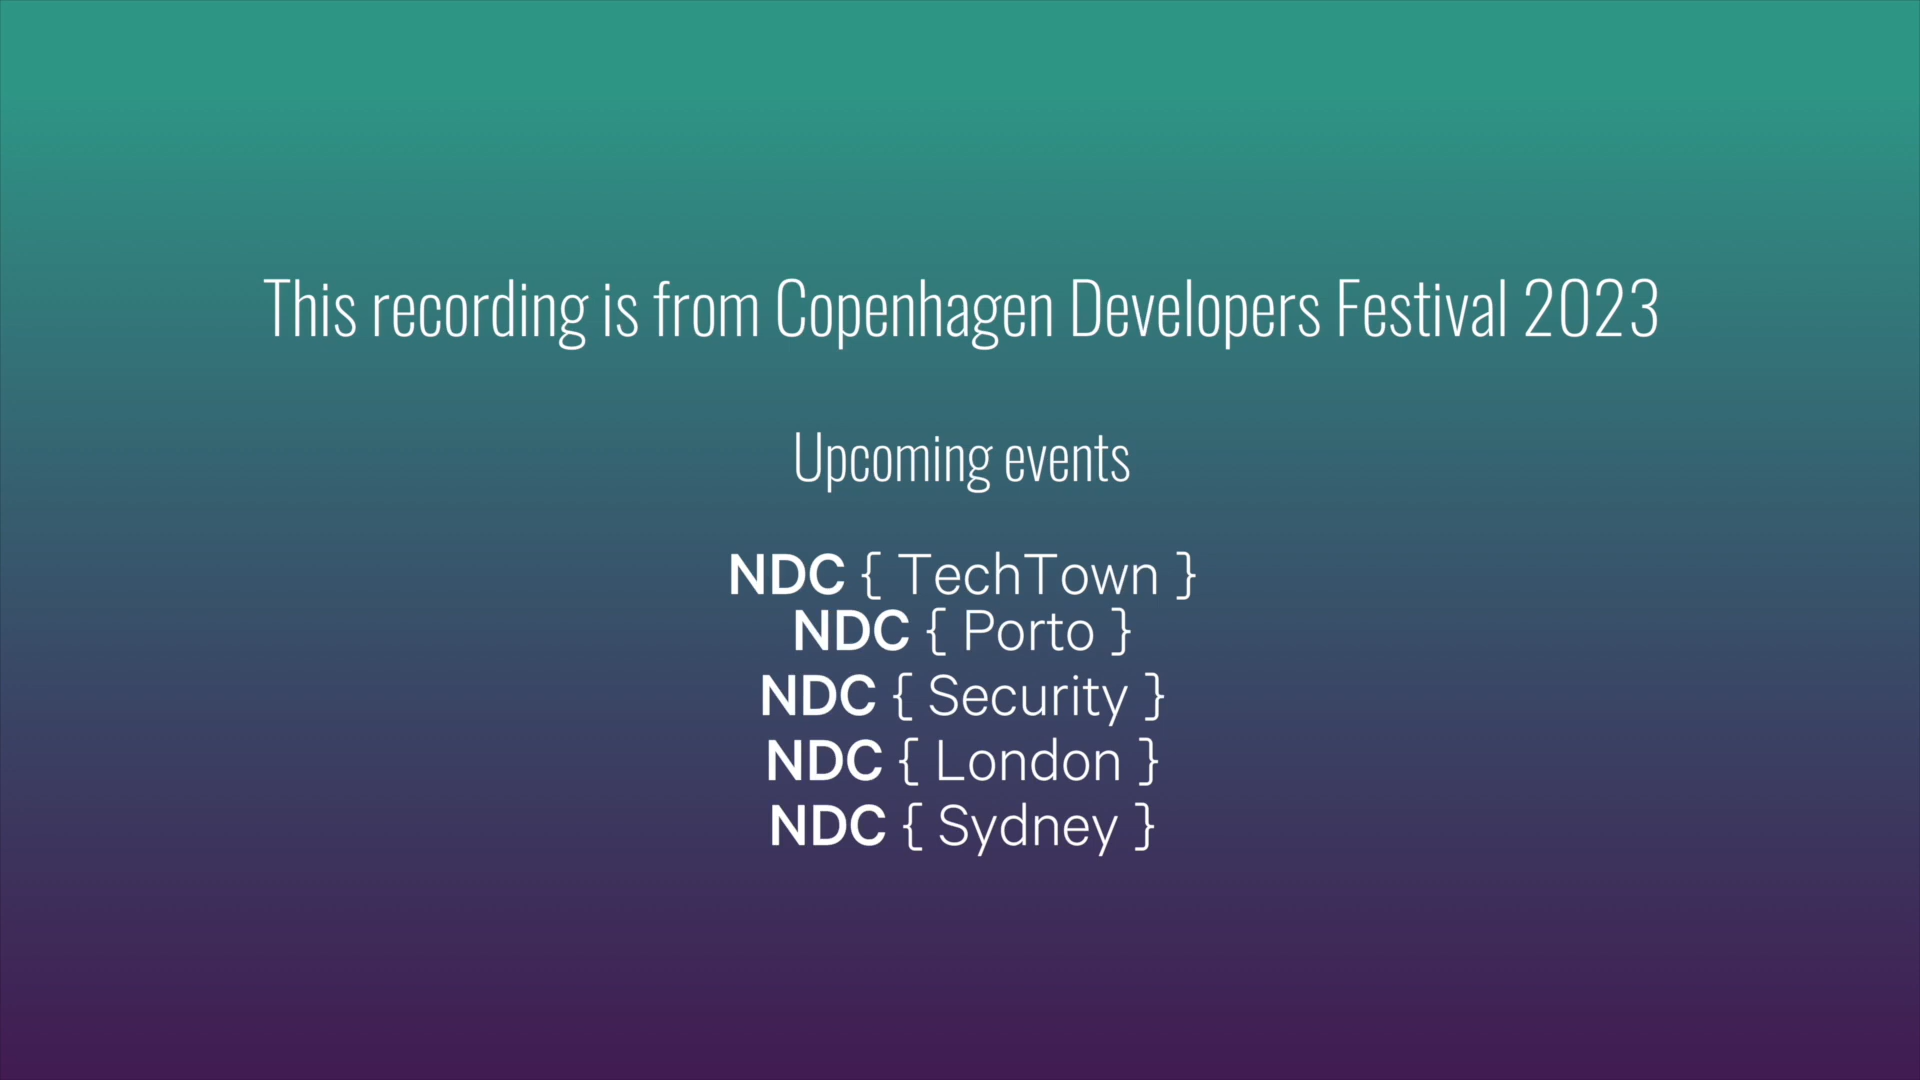 This recording is from Copenhagen Developers Festival 2023
Upcoming events
NDC { TechTown }
NDC { Porto }
NDC { Security }
NDC { London }
NDC { Sydney }